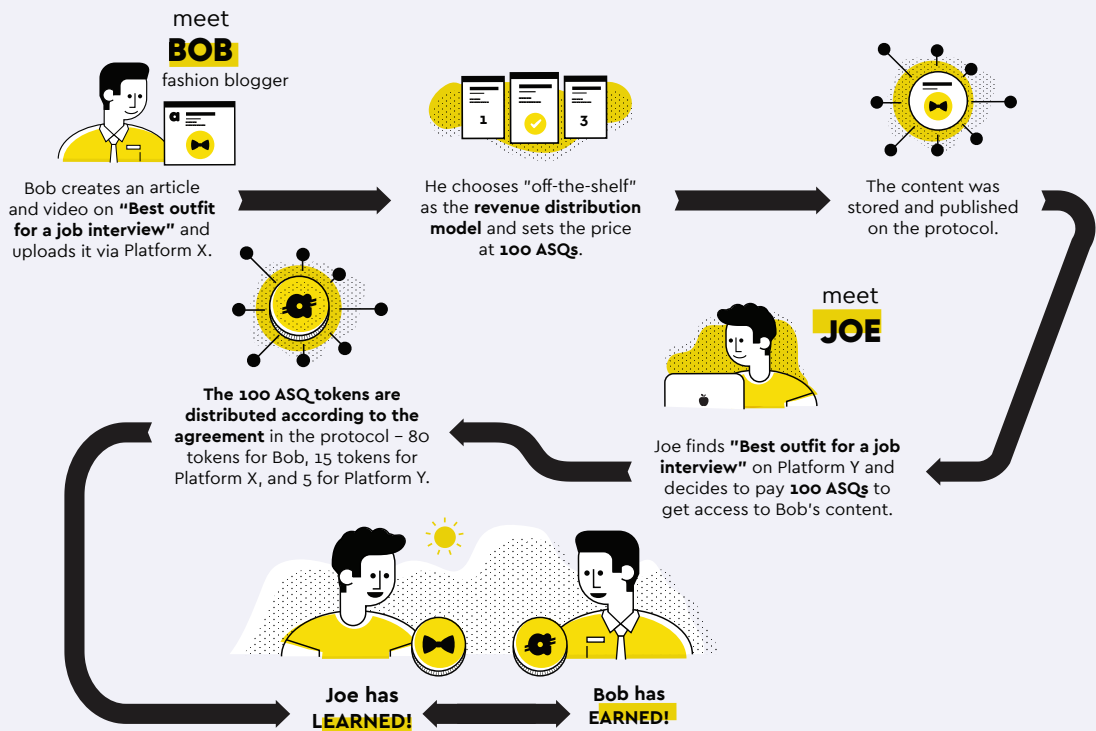 meet
BOB
fashion blogger
a
Bob creates an article
and video on “Best outfit
for a job interview” and
uploads it via Platform X.
1
3
He chooses "off-the-shelf"
as the revenue distribution
model and sets the price
at 100 ASQs.
The content was
stored and published
on the protocol.
meet
JOE
Joe finds "Best outfit for a job
interview" on Platform Y and
decides to pay 100 ASQs to
get access to Bob's content.
a
The 100 ASQ tokens are
distributed according to the
agreement in the protocol – 80
tokens for Bob, 15 tokens for
Platform X, and 5 for Platform Y.
a
Joe has
LEARNED!
Bob has
EARNED!